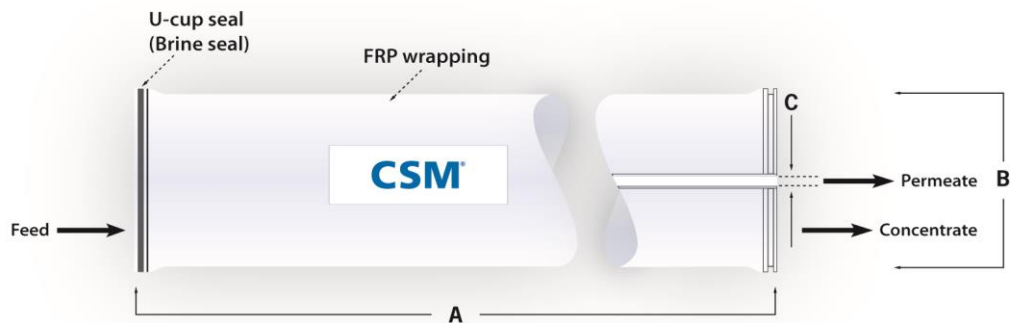 U-cup seal
(Brine seal)
FRP wrapping
C
CSM®
Permeate
B
Feed
Concentrate
A